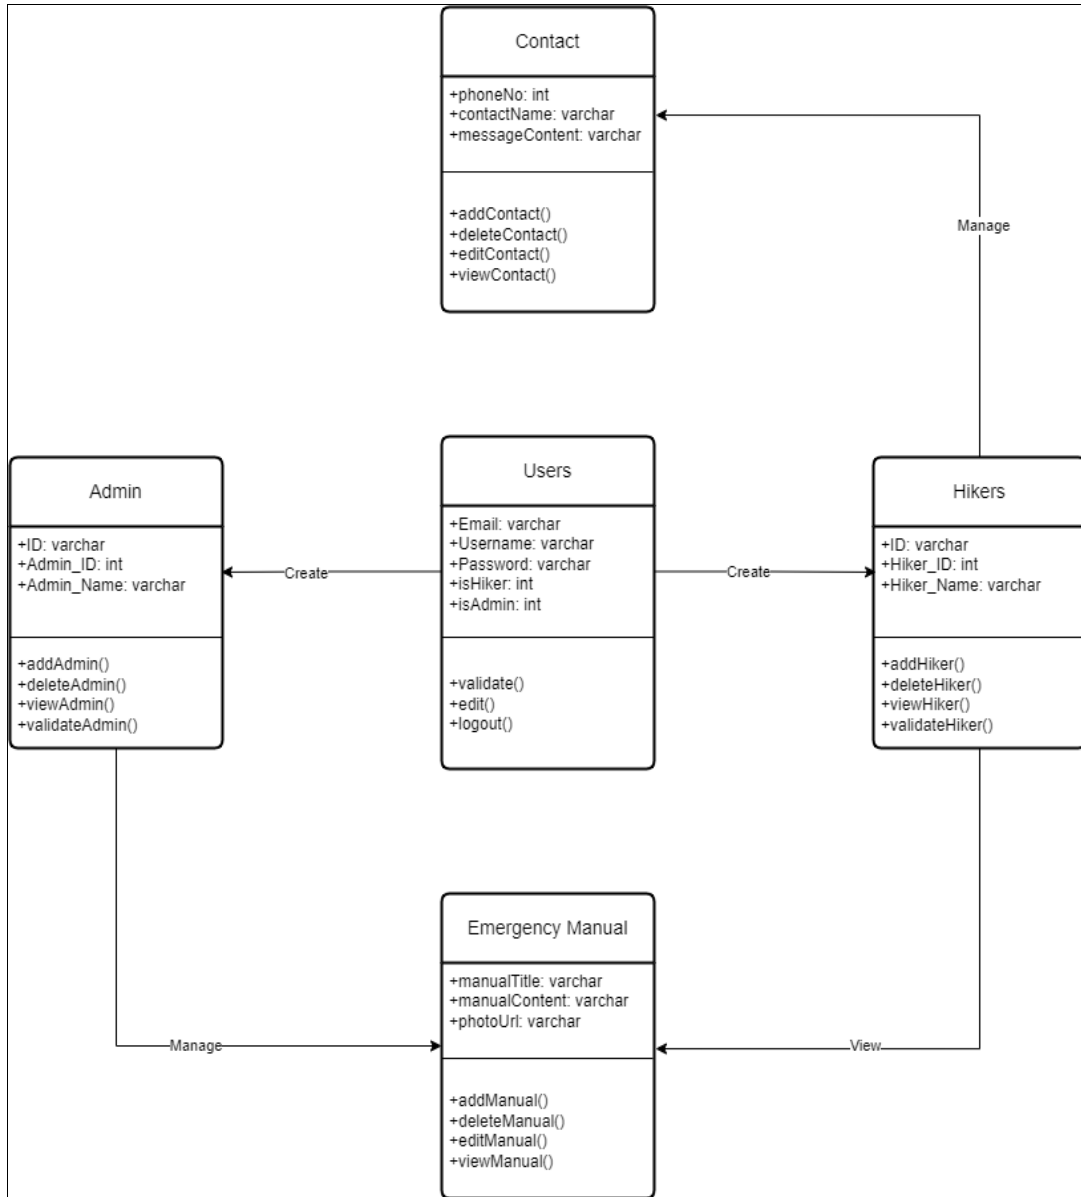 Contact
+phoneNo: int
+contactName: varchar
+messageContent: varchar
+addContact()
+deleteContact()
+editContact()
+viewContact()
Manage
Admin
+ID: varchar
+Admin_ID: int
+Admin_Name: varchar
+addAdmin()
+deleteAdmin()
+viewAdmin()
+validateAdmin()
Create
Users
+Email: varchar
+Username: varchar
+Password: varchar
+isHiker: int
+isAdmin: int
+validate()
+edit()
+logout()
Create
Hikers
+ID: varchar
+Hiker_ID: int
+Hiker_Name: varchar
+addHiker()
+deleteHiker()
+viewHiker()
+validateHiker()
Manage
Emergency Manual
+manualTitle: varchar
+manualContent: varchar
+photoUrl: varchar
+addManual()
+deleteManual()
+editManual()
+viewManual()
View